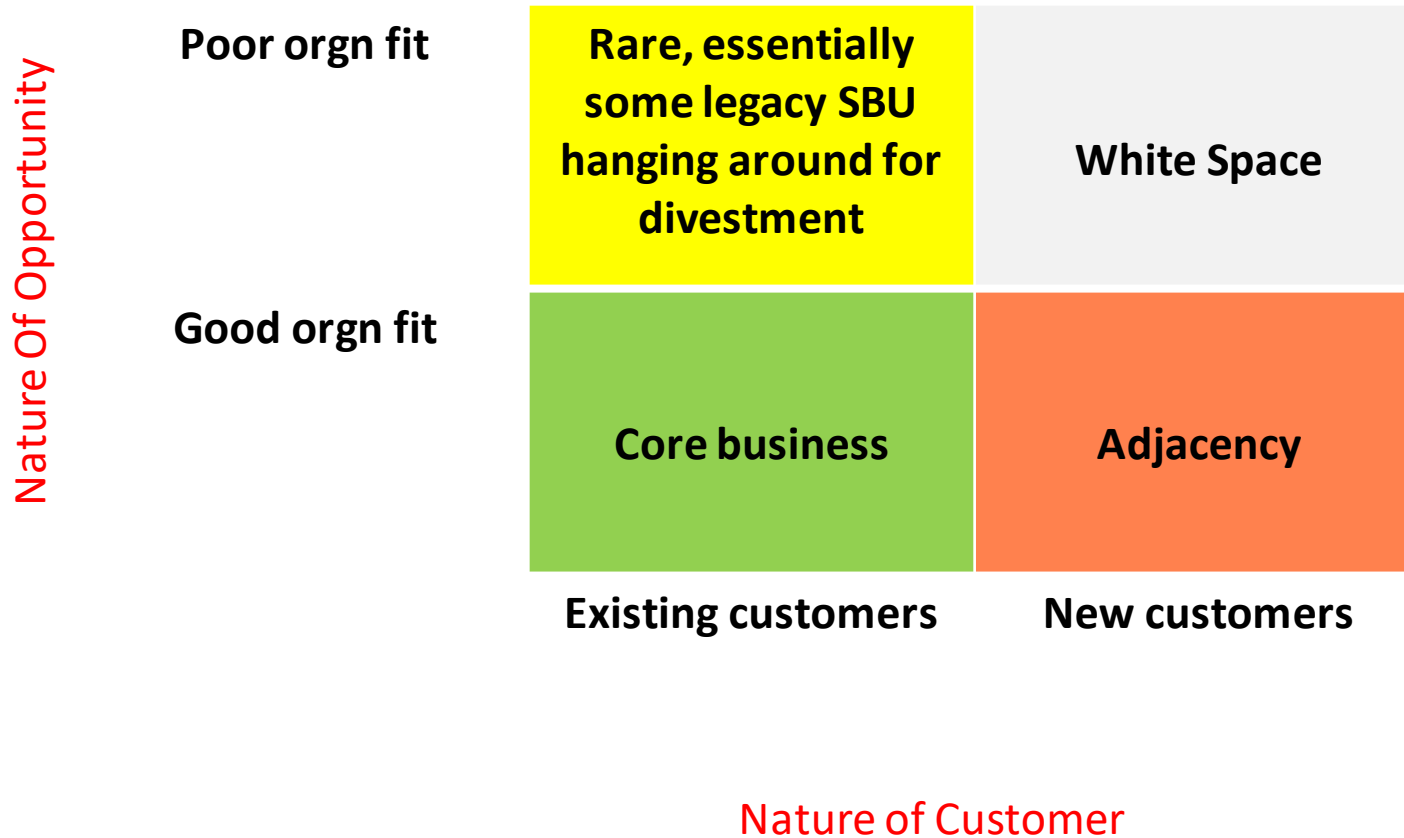 Nature Of Opportunity
Poor orgn fit
Rare, essentially
some legacy SBU
hanging around for
divestment
White Space
Good orgn fit
Core business
Adjacency
Existing customers
New customers
Nature of Customer